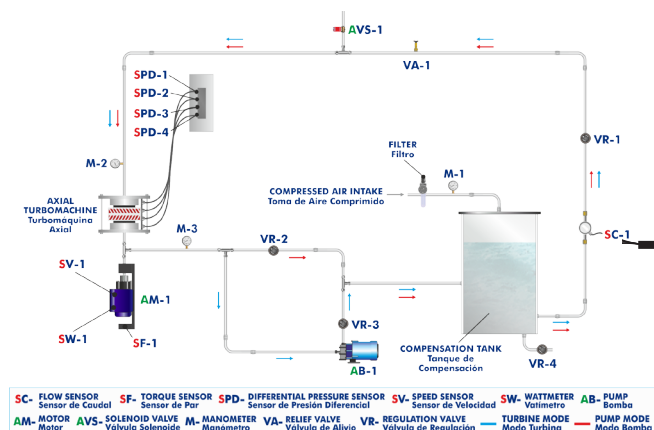 AVS-1
VA-1
SPD-1
SPD-2
SPD-3
SPD-4
VR-1
M-2
FILTER
Filtro
M-1
COMPRESSED AIR INTAKE
Toma de Aire Comprimido
AXIAL
TURBOMACHINE
Turbomáquina
Axial
SC-1
M-3
VR-2
SV-1
AM-1
SW-1
SF-1
VR-3
AB-1
COMPENSATION TANK
Tanque de
Compensación
VR-4
SC- FLOW SENSOR
Sensor de Caudal
SF- TORQUE SENSOR
Sensor de Par
SPD- DIFFERENTIAL PRESSURE SENSOR
Sensor de Presión Diferencial
SV- SPEED SENSOR
Sensor de Velocidad
SW- WATTMETER
Vatímetro
AB- PUMP
Bomba
AM- MOTOR
Motor
AVS- SOLENOID VALVE
Válvula Solenoide
M- MANOMETER
Manómetro
VA- RELIEF VALVE
Válvula de Alivio
VR- REGULATION VALVE
Válvula de Regulación
TURBINE MODE
Modo Turbina
PUMP MODE
Modo Bomba